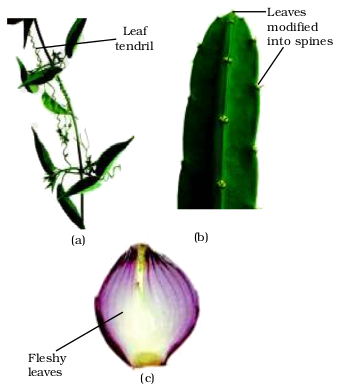 Leaf
tendril
Leaves
modified
into spines
(a)
(b)
Fleshy
leaves
(c)